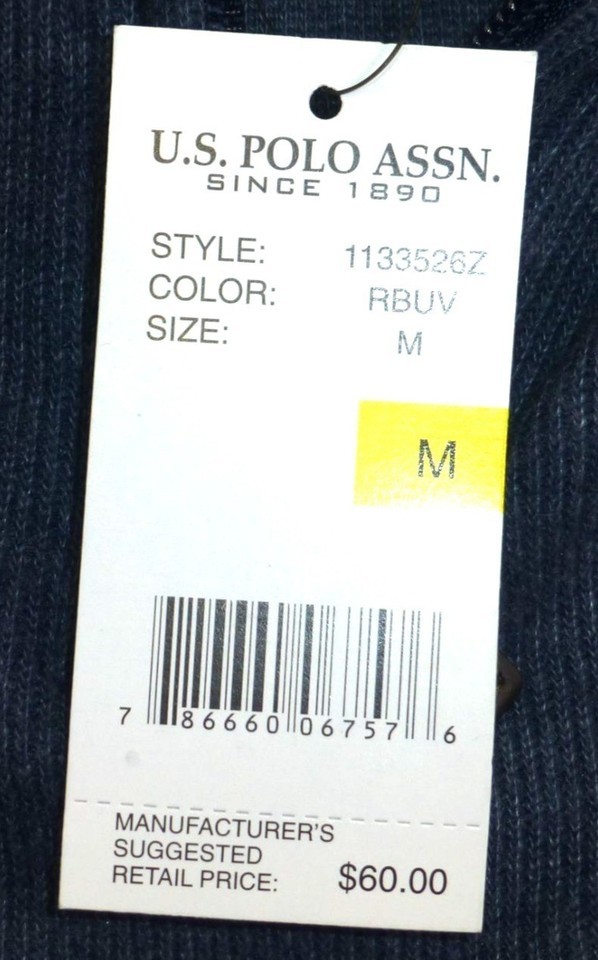 U.S. POLO ASSN.
SINCE 1890
STYLE: 1133526Z
COLOR: RBUV
SIZE: M
M
7 86660 06757 6
MANUFACTURER'S
SUGGESTED
RETAIL PRICE: $60.00